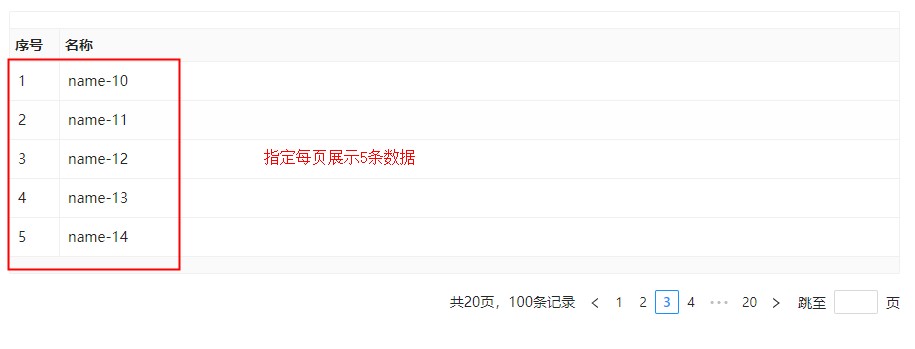 序号 名称
1 name-10
2 name-11
3 name-12 指定每页展示5条数据
4 name-13
5 name-14
共20页，100条记录 < 1 2 3 4 ••• 20 > 跳至 页